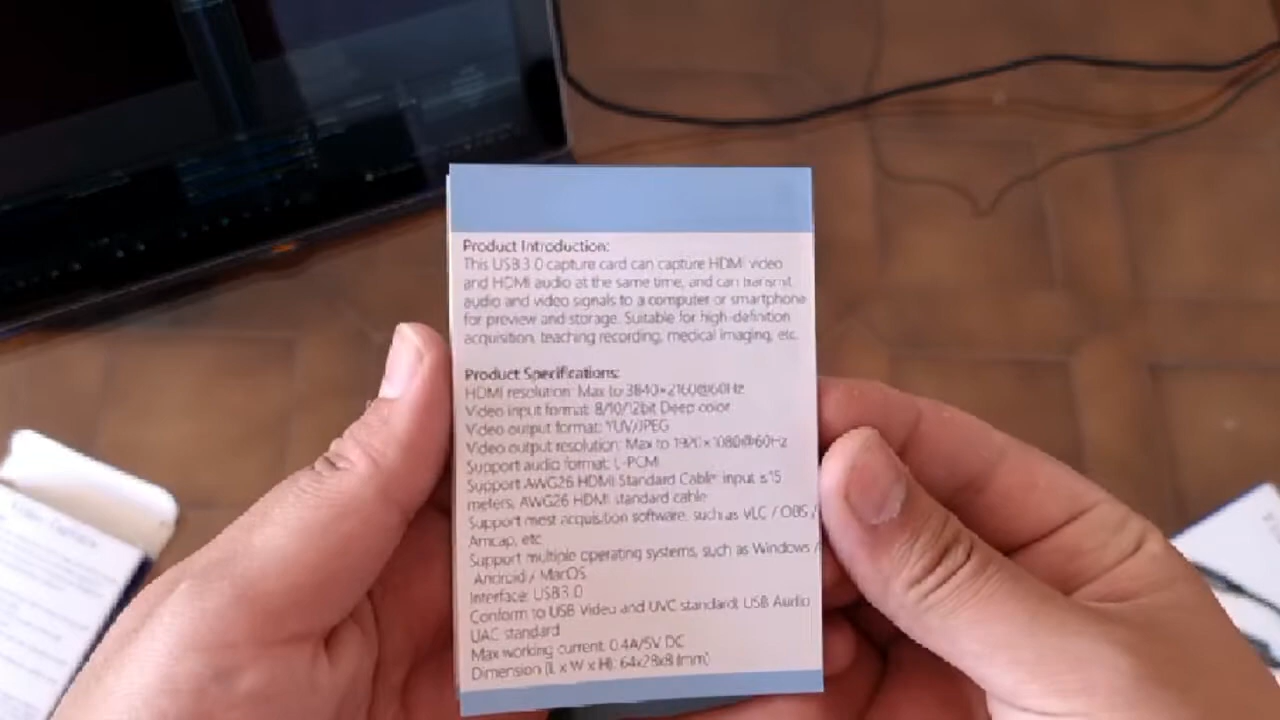 Product Introduction:
This USB3.0 capture card can capture HDMI video
and HDMI audio at the same time, and can transmit
audio and video signals to a computer or smartphone
for preview and storage. Suitable for high-definition
acquisition, teaching recording, medical imaging, etc.
Product Specifications:
HDMI resolution: Max to 3840×2160@60Hz
Video input format: 8/10/12bit Deep color
Video output format: YUV/JPEG
Video output resolution: Max to 1920×1080@60Hz
Support audio format: L-PCM
Support AWG26 HDMI Standard Cable: input ≤15
meters, AWG26 HDMI standard cable
Support mest acquisition software, such as VLC / OBS /
Amcap, etc
Support multiple operating systems, such as Windows /
Android / MacOS
Interface: USB3.0
Conform to USB Video and UVC standard; USB Audio
UAC standard
Max working current: 0.4A/5V DC
Dimension (L x W x H): 64x28x8 (mm)